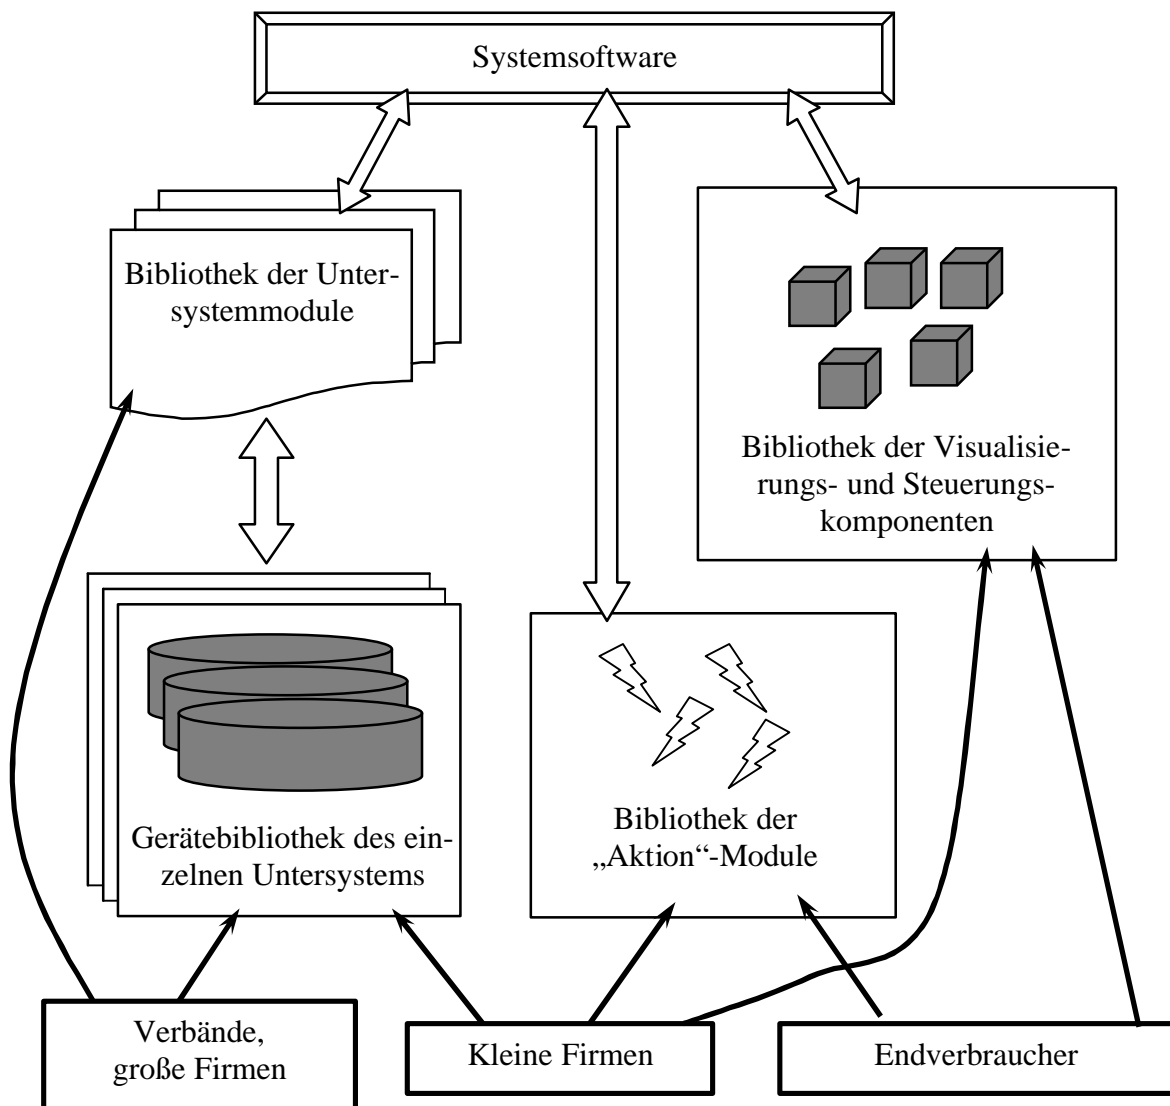 Systemsoftware
Bibliothek der Unter-
systemmodule
Bibliothek der Visualisie-
rungs- und Steuerungs-
komponenten
Gerätebibliothek des ein-
zelnen Untersystems
Bibliothek der
„Aktion“-Module
Verbände,
große Firmen
Kleine Firmen
Endverbraucher